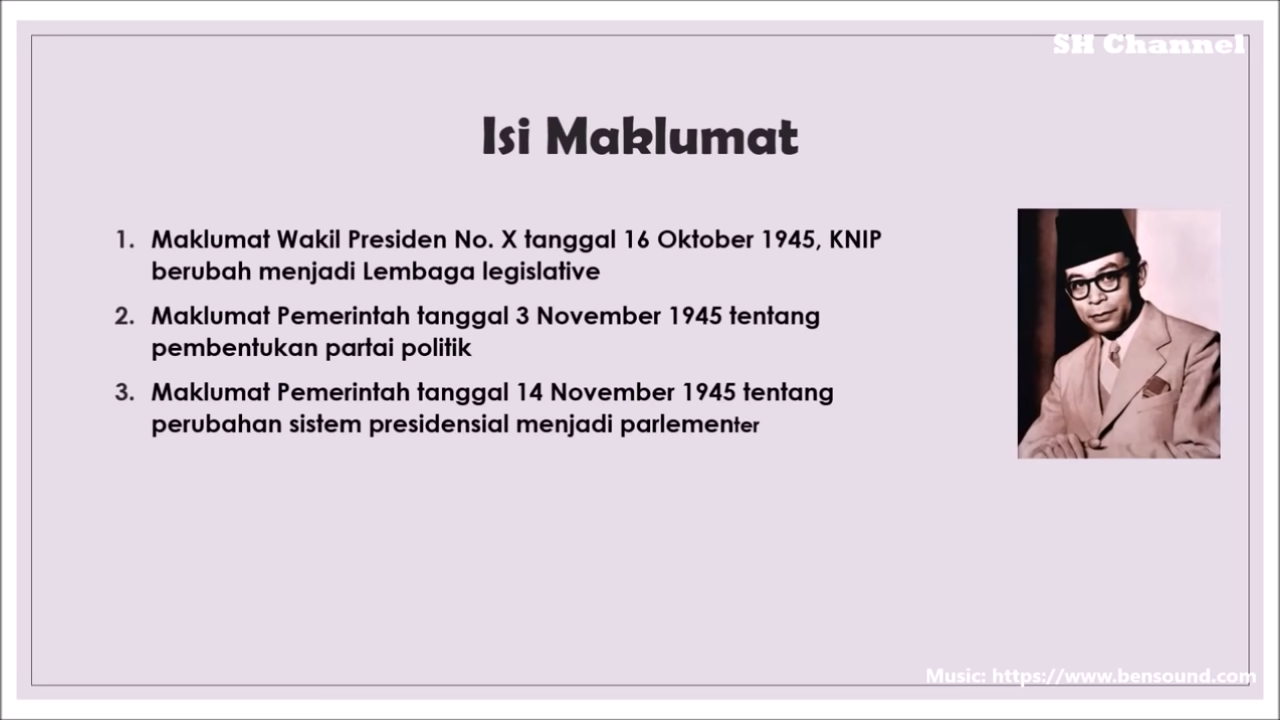 SH Channel
Isi Maklumat
1. Maklumat Wakil Presiden No. X tanggal 16 Oktober 1945, KNIP
berubah menjadi Lembaga legislative
2. Maklumat Pemerintah tanggal 3 November 1945 tentang
pembentukan partai politik
3. Maklumat Pemerintah tanggal 14 November 1945 tentang
perubahan sistem presidensial menjadi parlementer
Music: https://www.bensound.com